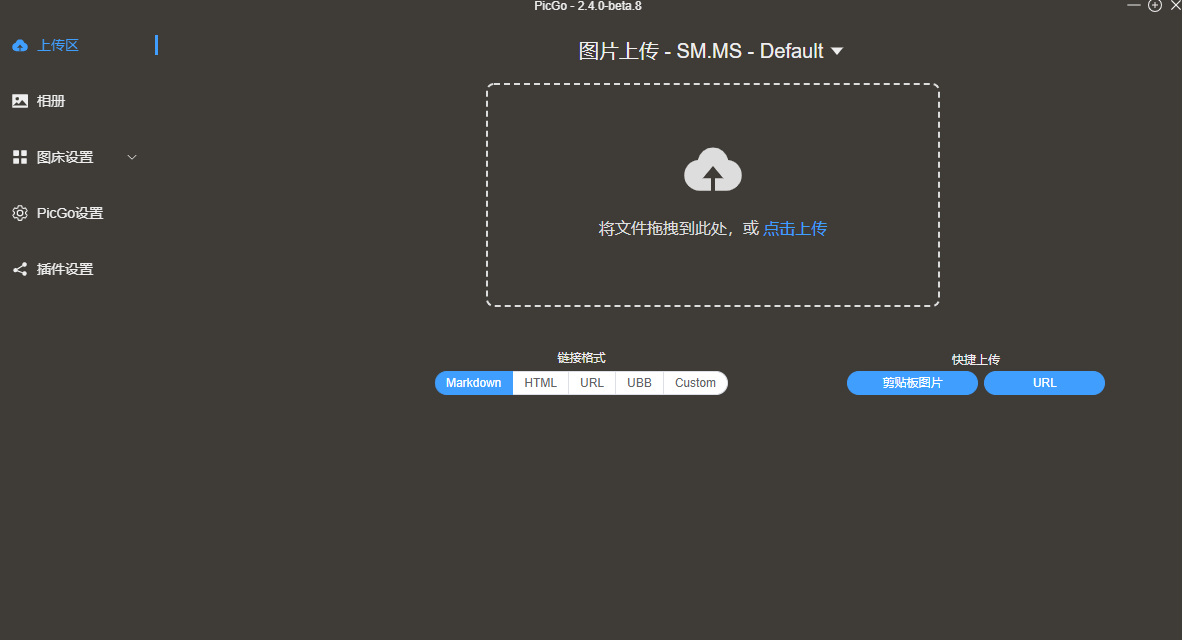 PicGo - 2.4.0-beta.8
上传区
相册
图床设置
PicGo设置
插件设置
图片上传 - SM.MS - Default
将文件拖拽到此处，或 点击上传
链接格式
Markdown HTML URL UBB Custom
快捷上传
剪贴板图片 URL